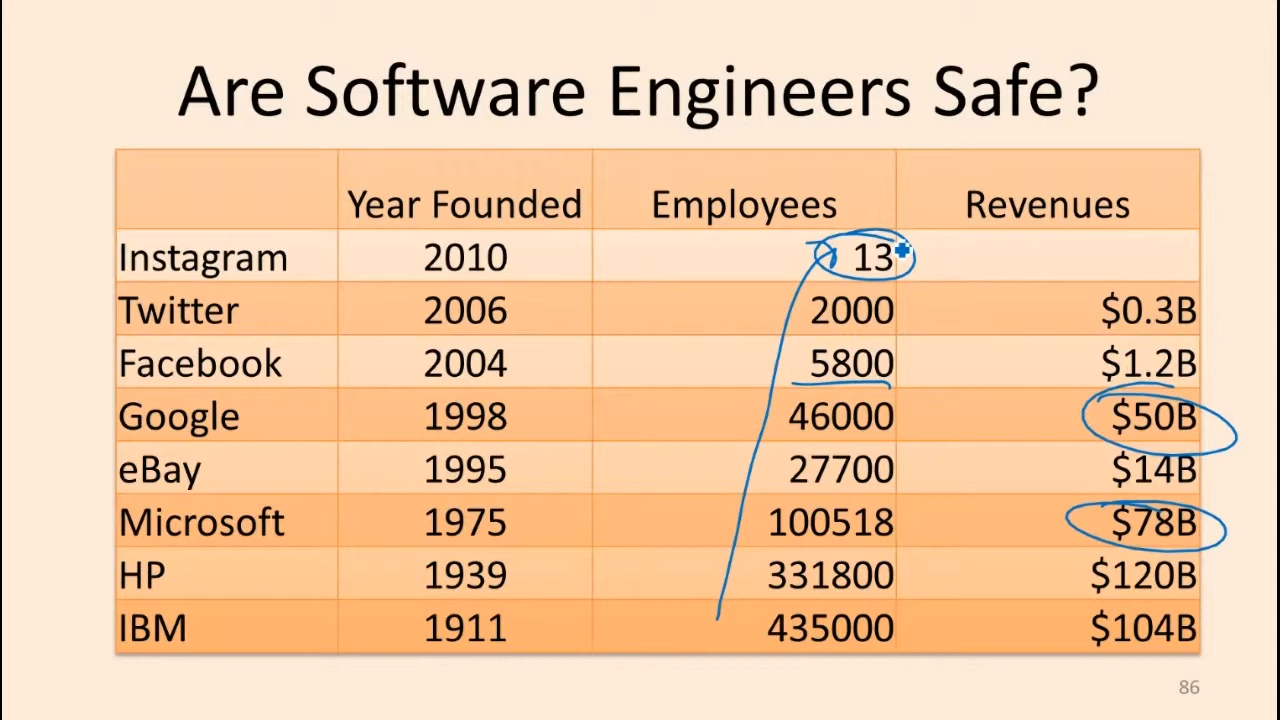 Are Software Engineers Safe?
Year Founded Employees Revenues
Instagram 2010 13
Twitter 2006 2000 $0.3B
Facebook 2004 5800 $1.2B
Google 1998 46000 $50B
eBay 1995 27700 $14B
Microsoft 1975 100518 $78B
HP 1939 331800 $120B
IBM 1911 435000 $104B
86